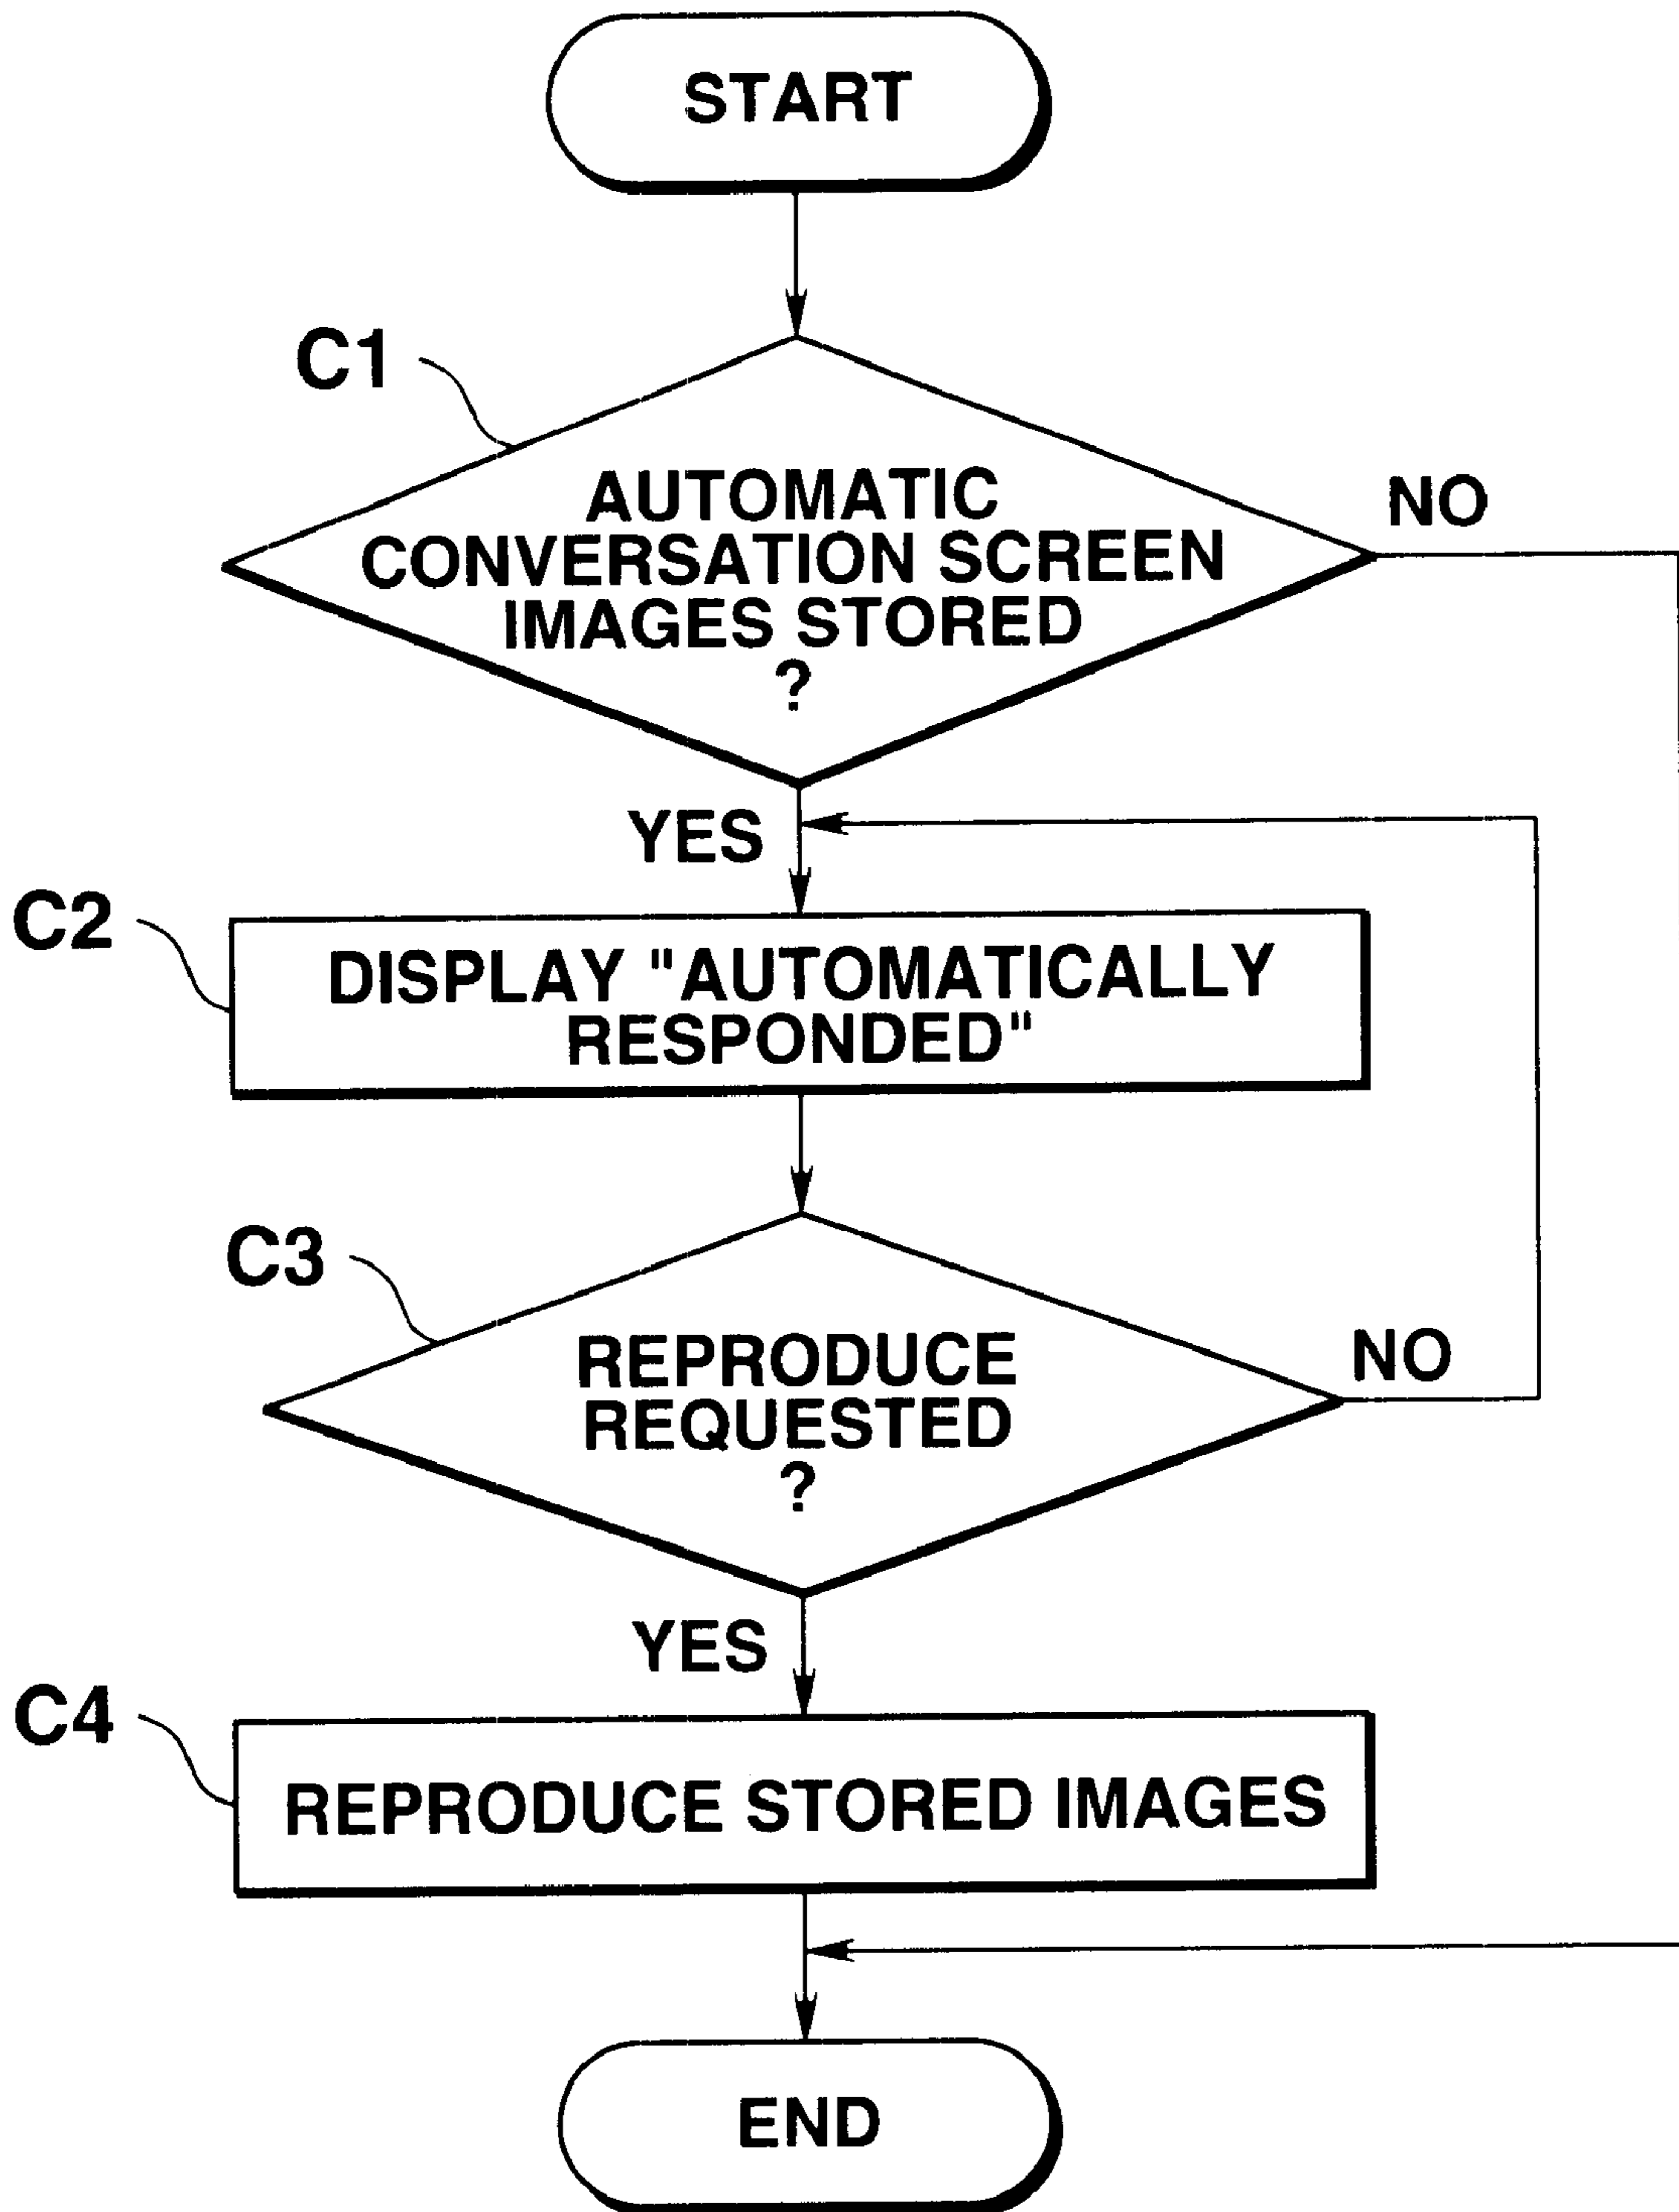 START
C1
AUTOMATIC
CONVERSATION SCREEN
IMAGES STORED
?
NO
YES
C2
DISPLAY "AUTOMATICALLY
RESPONDED"
C3
REPRODUCE
REQUESTED
?
NO
YES
C4
REPRODUCE STORED IMAGES
END